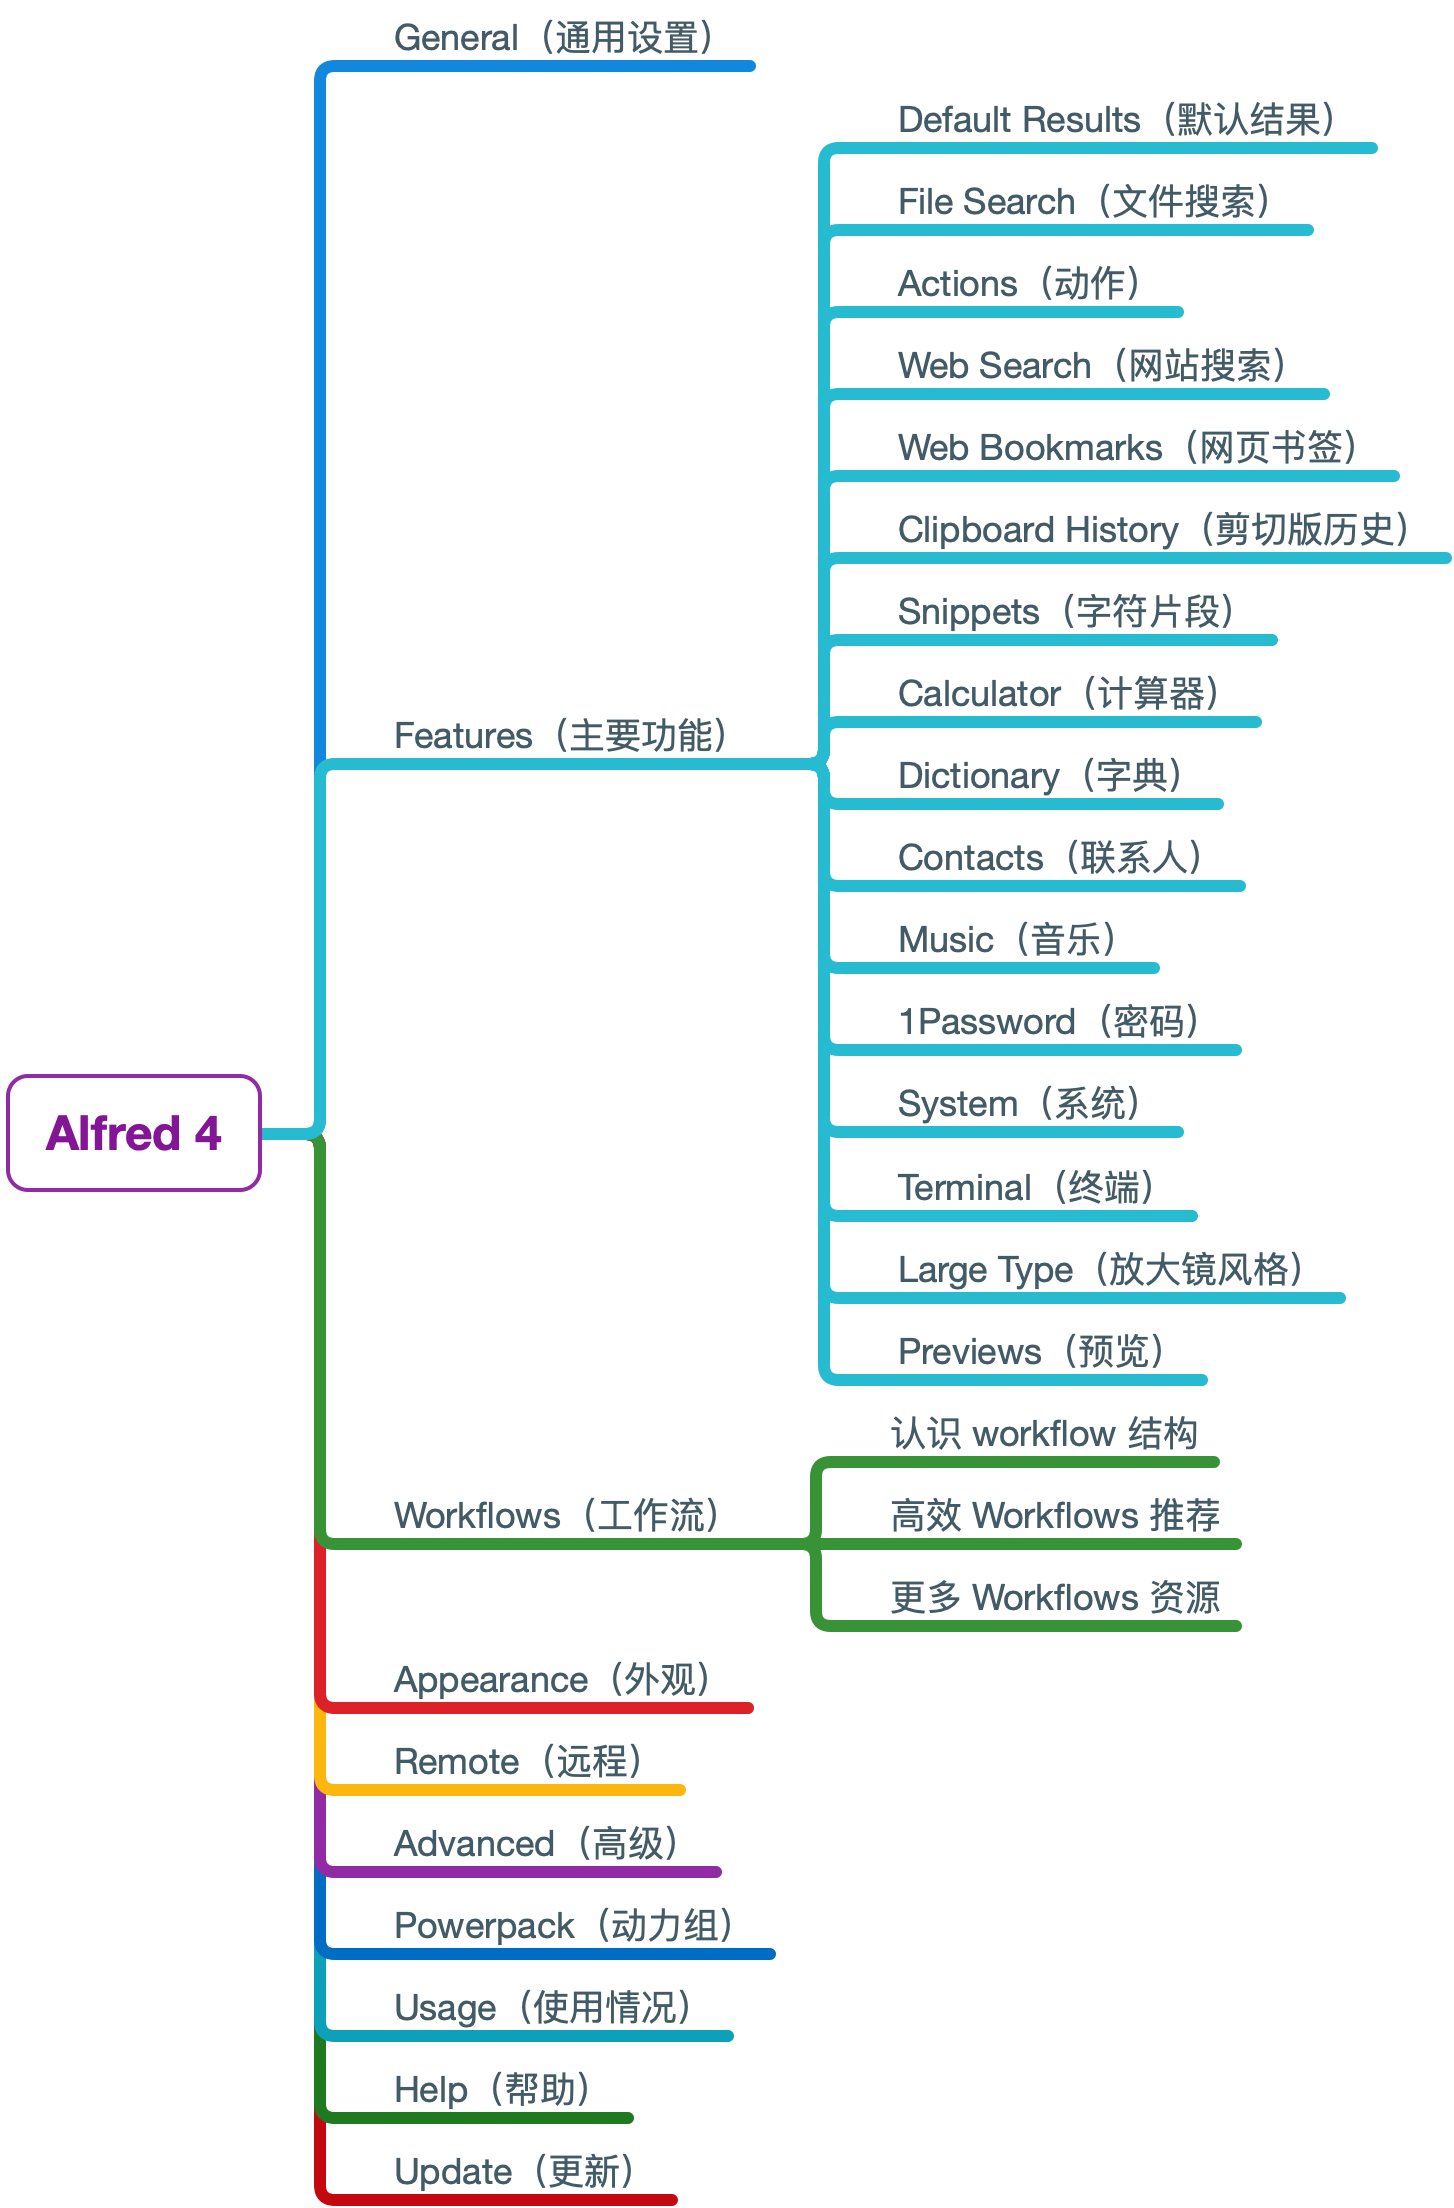 General（通用设置）
Default Results（默认结果）
File Search（文件搜索）
Actions（动作）
Web Search（网站搜索）
Web Bookmarks（网页书签）
Clipboard History（剪切版历史）
Snippets（字符片段）
Calculator（计算器）
Features（主要功能）
Dictionary（字典）
Contacts（联系人）
Music（音乐）
1Password（密码）
System（系统）
Alfred 4
Terminal（终端）
Large Type（放大镜风格）
Previews（预览）
认识 workflow 结构
Workflows（工作流）
高效 Workflows 推荐
更多 Workflows 资源
Appearance（外观）
Remote（远程）
Advanced（高级）
Powerpack（动力组）
Usage（使用情况）
Help（帮助）
Update（更新）